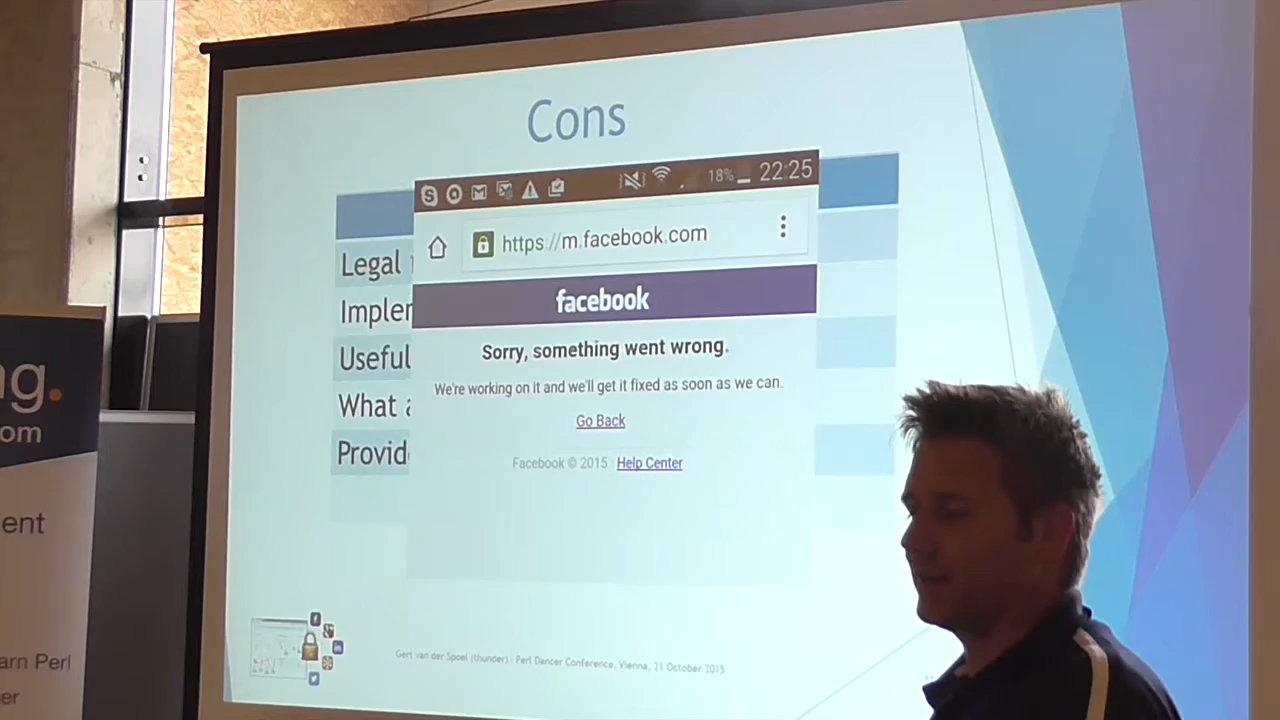 Cons
18% 22:25
https://m.facebook.com
facebook
Legal
Sorry, something went wrong.
We're working on it and we'll get it fixed as soon as we can.
Go Back
Facebook © 2015 Help Center
Implem
Useful
What a
Provid
ng.
om
ent
arn Perl
er
Gert van der Spoel (thunder) - Perl Dancer Conference, Vienna, 21 October 2015